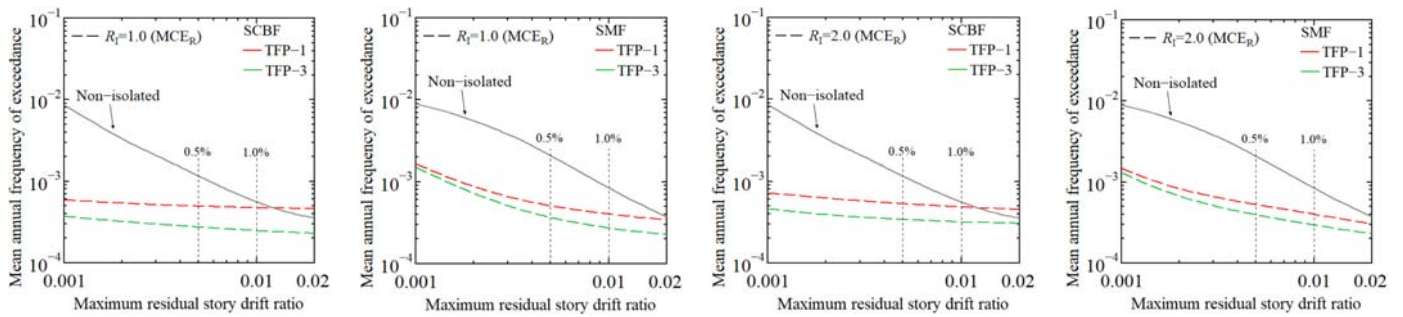 Mean annual frequency of exceedance
10⁻¹
10⁻²
10⁻³
10⁻⁴
R_I=1.0 (MCE_R)
SCBF
TFP−1
TFP−3
Non−isolated
0.5%
1.0%
0.001
0.01
0.02
Maximum residual story drift ratio
Mean annual frequency of exceedance
10⁻¹
10⁻²
10⁻³
10⁻⁴
R_I=1.0 (MCE_R)
SMF
TFP−1
TFP−3
Non−isolated
0.5%
1.0%
0.001
0.01
0.02
Maximum residual story drift ratio
Mean annual frequency of exceedance
10⁻¹
10⁻²
10⁻³
10⁻⁴
R_I=2.0 (MCE_R)
SCBF
TFP−1
TFP−3
Non−isolated
0.5%
1.0%
0.001
0.01
0.02
Maximum residual story drift ratio
Mean annual frequency of exceedance
10⁻¹
10⁻²
10⁻³
10⁻⁴
R_I=2.0 (MCE_R)
SMF
TFP−1
TFP−3
Non−isolated
0.5%
1.0%
0.001
0.01
0.02
Maximum residual story drift ratio